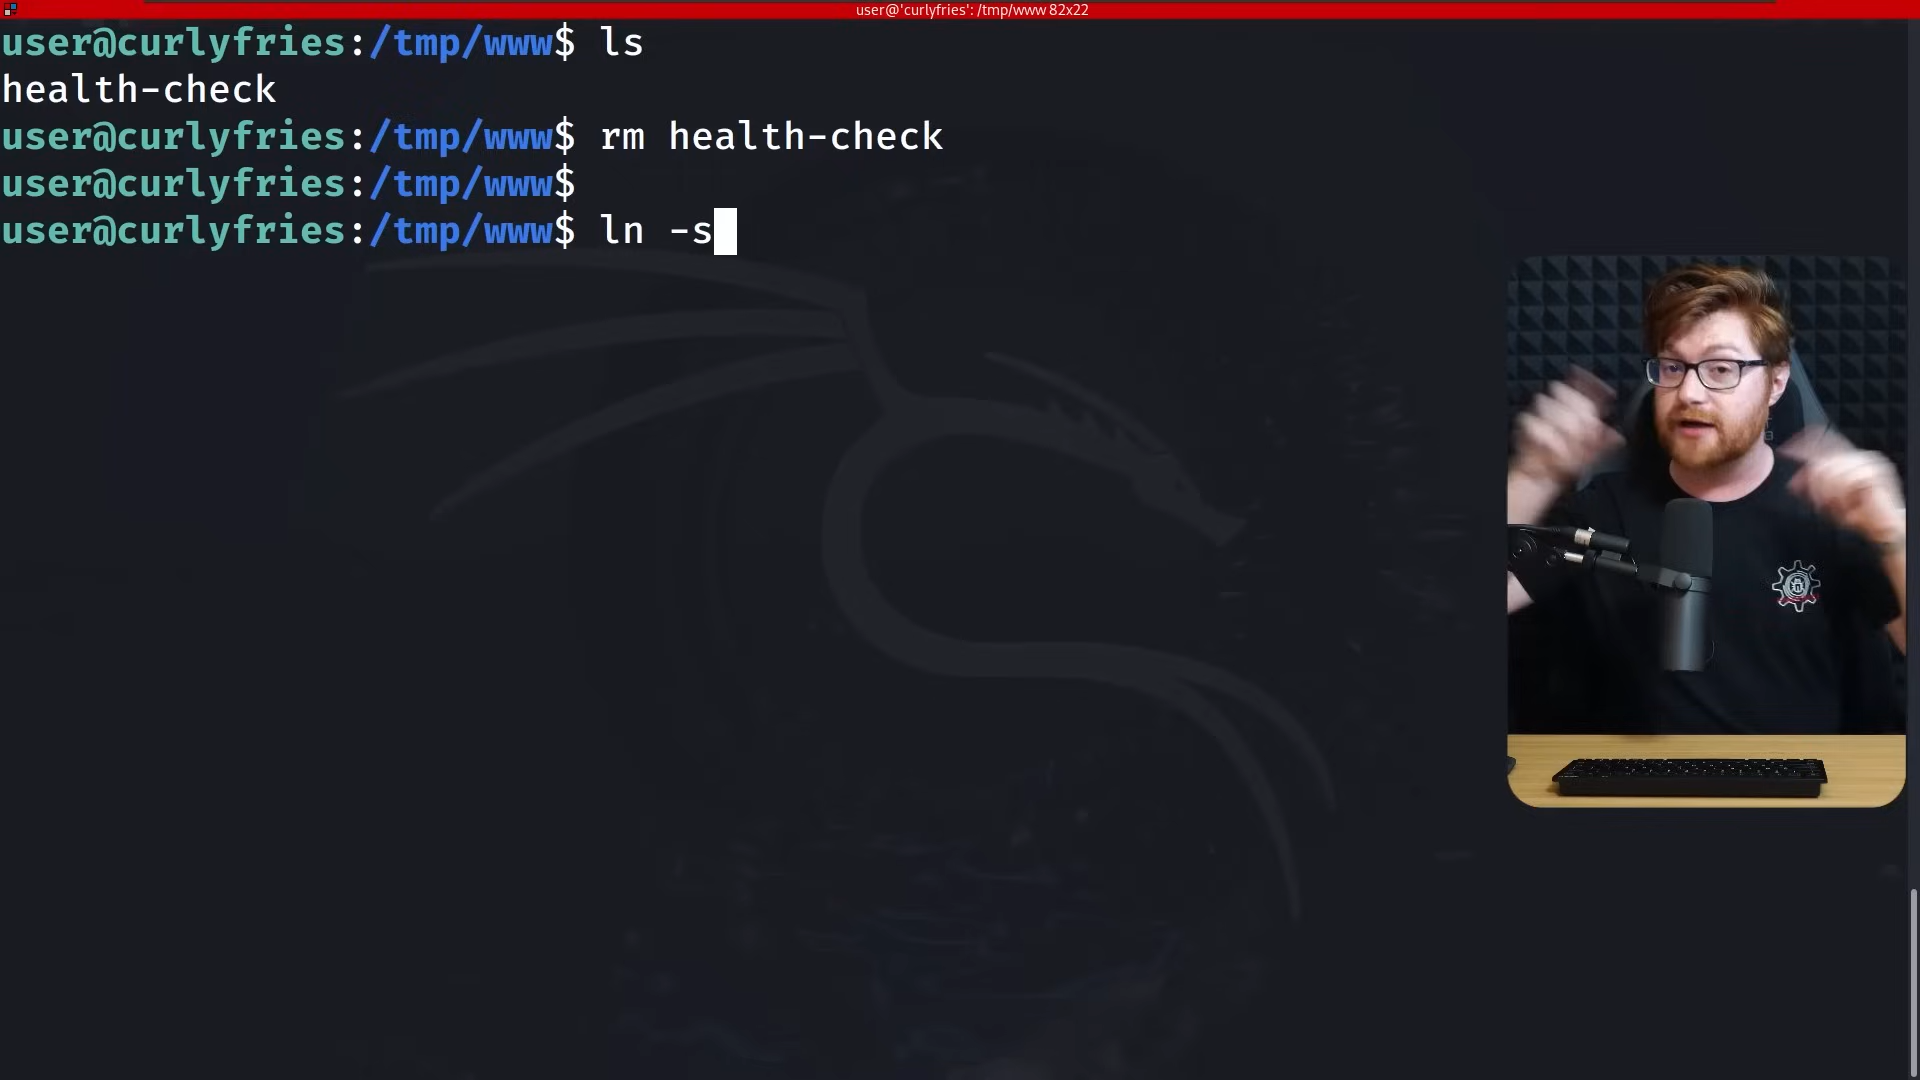 user@'curlyfries': /tmp/www 82x22
user@curlyfries:/tmp/www$ ls
health-check
user@curlyfries:/tmp/www$ rm health-check
user@curlyfries:/tmp/www$
user@curlyfries:/tmp/www$ ln -s